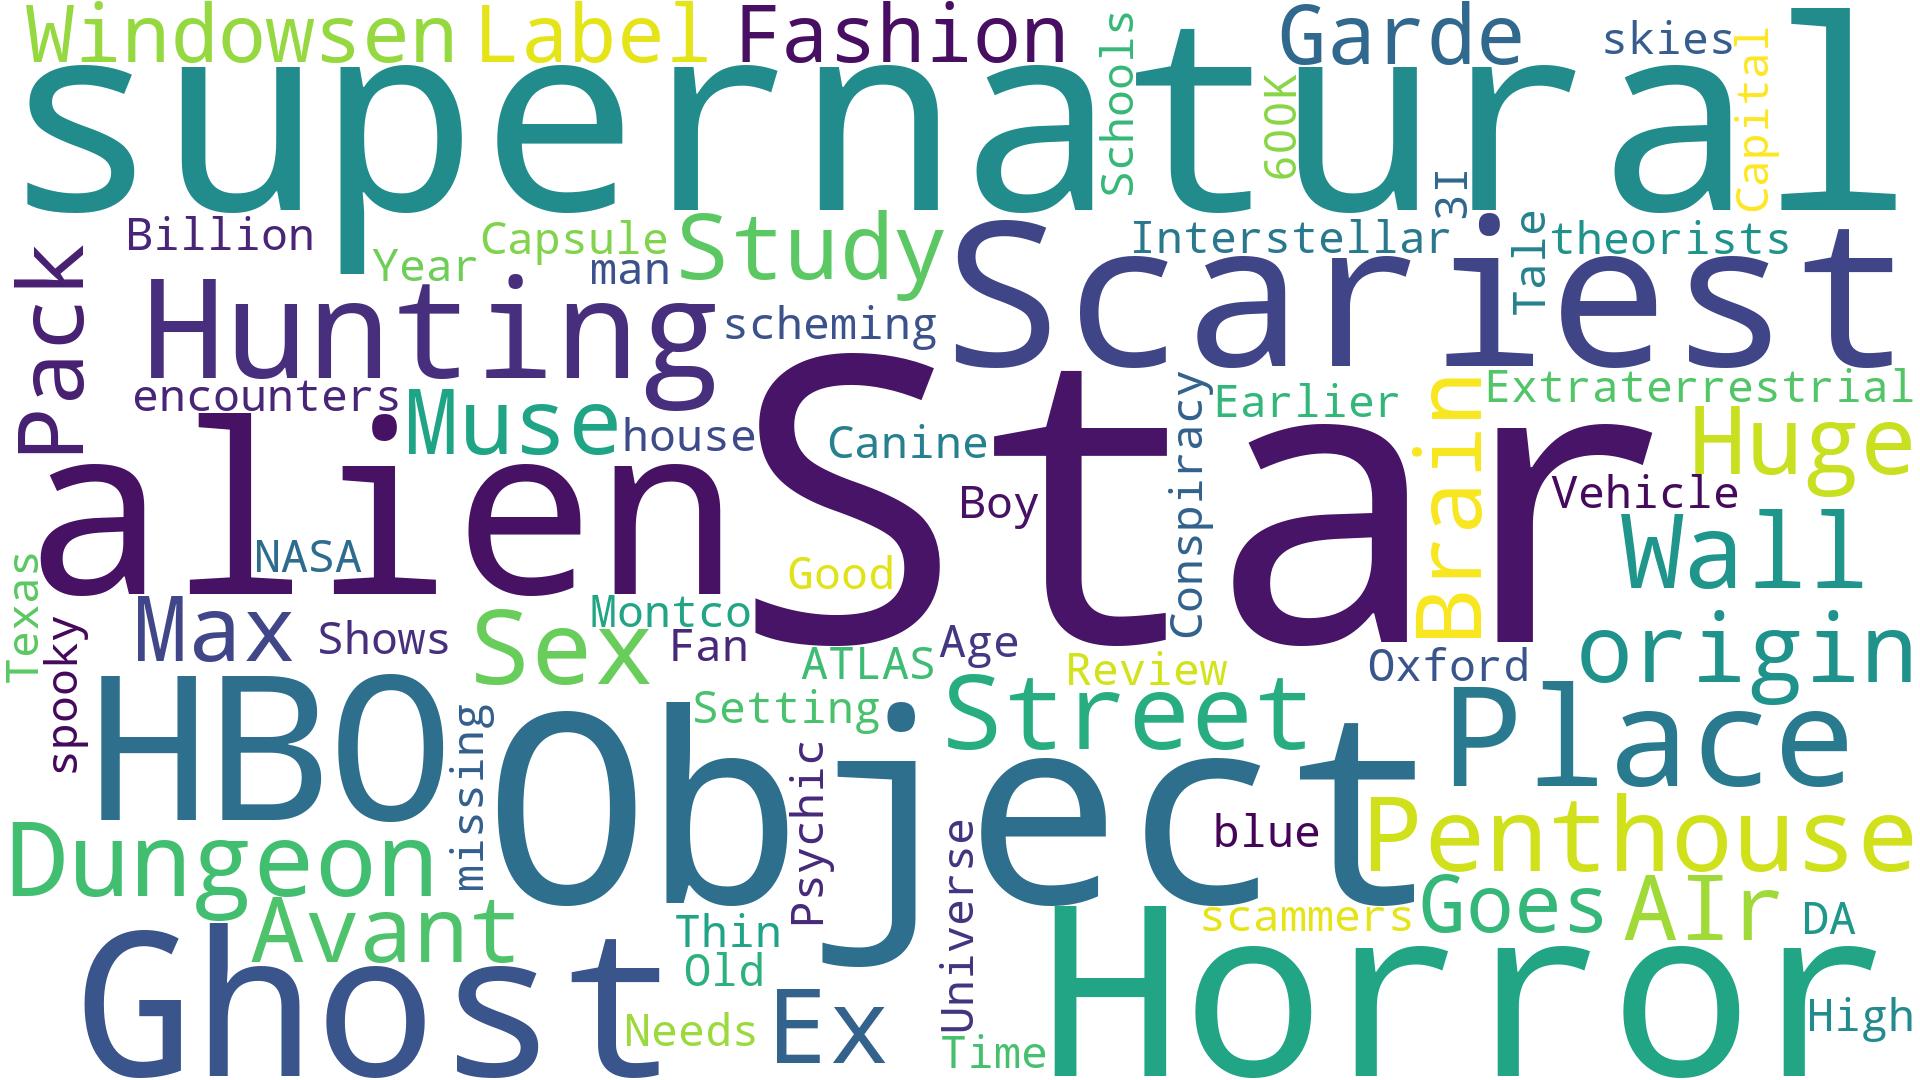 Windowsen
Label
Fashion
Garde
skies
Schools
600K
Capital
supernatural
3I
Billion
Year
Capsule
man
Study
Interstellar
Tale
theorists
Pack
Hunting
scheming
Scariest
encounters
Muse
house
Canine
Conspiracy
Earlier
Brain
Extraterrestrial
Huge
alien
Star
Boy
Vehicle
NASA
Good
Wall
Texas
spooky
Max
Shows
Sex
Montco
Fan
ATLAS
Age
Review
Oxford
origin
HBO
missing
Setting
Street
Place
Object
Psychic
Universe
blue
Penthouse
Dungeon
Avant
Thin
Old
scammers
Goes
AIr
DA
Ghost
Needs
Ex
Time
Horror
High